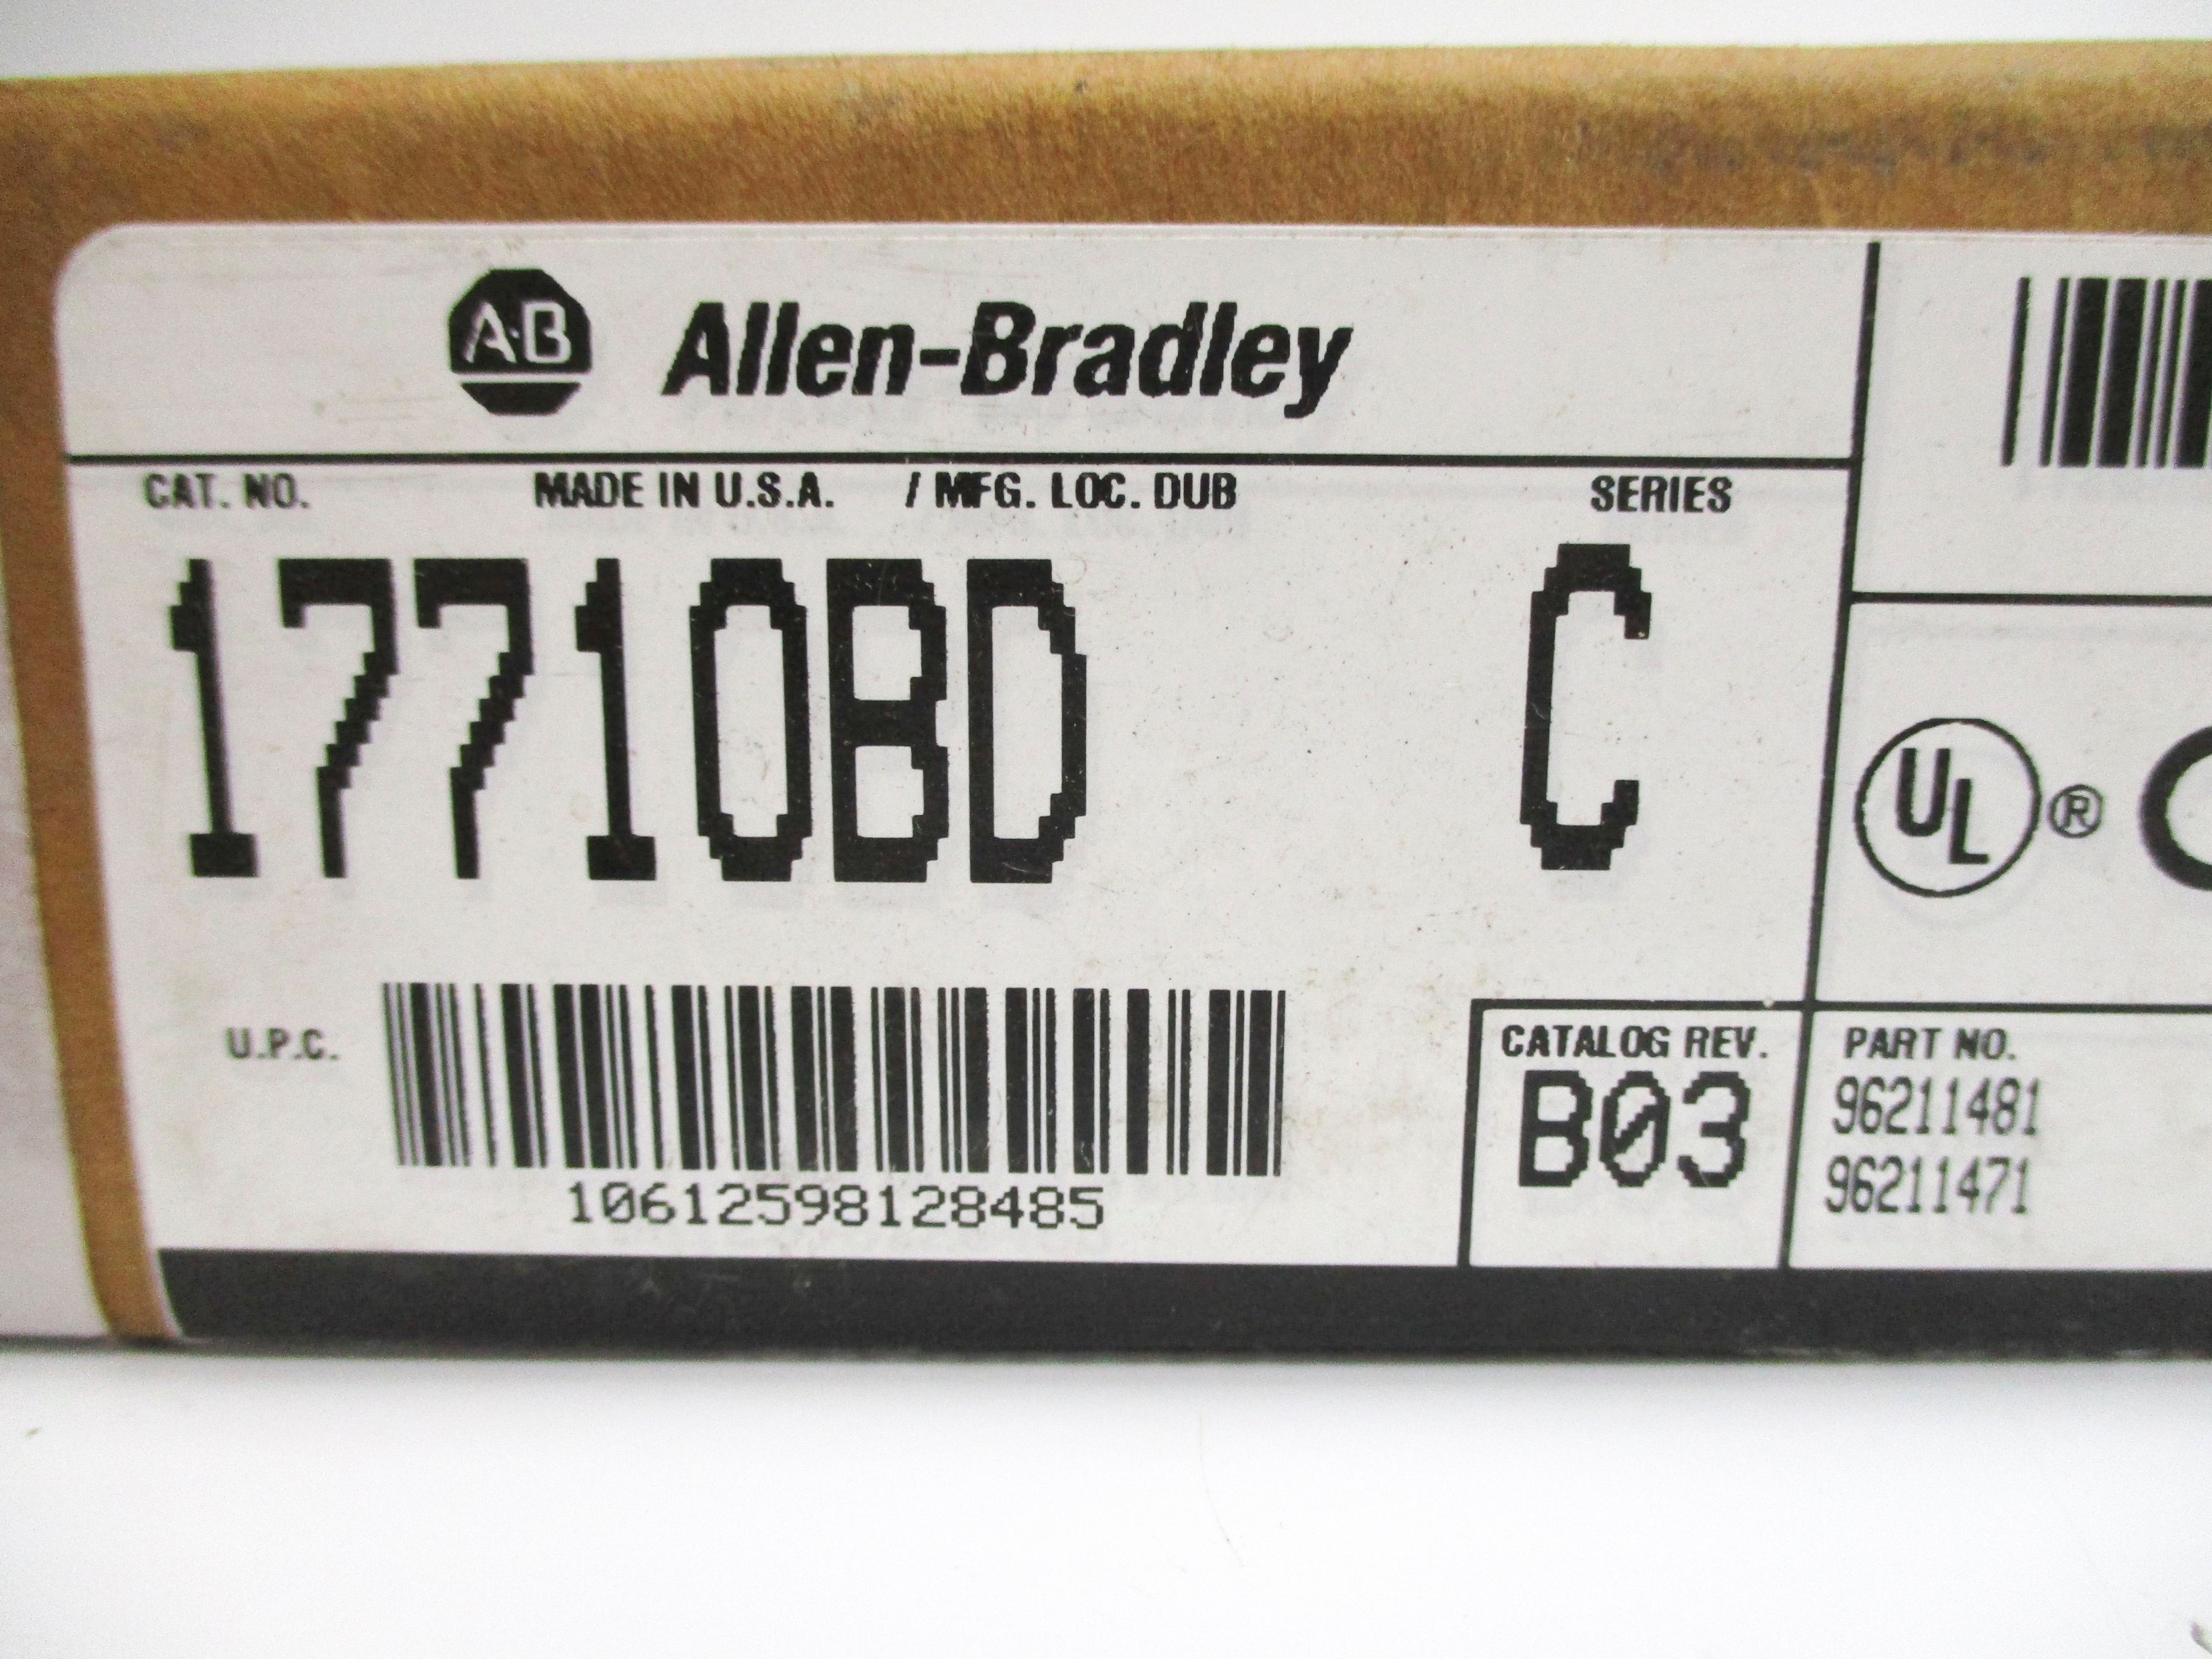 A·B Allen-Bradley
CAT. NO. MADE IN U.S.A. / MFG. LOC. DUB SERIES
1771OBD C
UL ®
U.P.C.
10612598128485
CATALOG REV.
B03
PART NO.
96211481
96211471